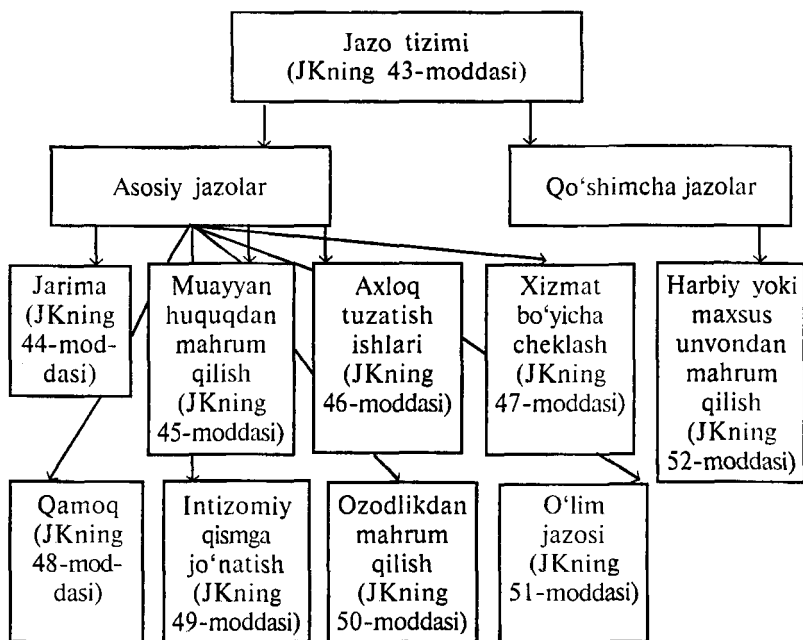 Jazo tizimi
(JKning 43-moddasi)
Asosiy jazolar
Qo‘shimcha jazolar
Jarima
(JKning
44-mod-
dasi)
Muayyan
huquqdan
mahrum
qilish
(JKning
45-moddasi)
Axloq
tuzatish
ishlari
(JKning
46-moddasi)
Xizmat
bo‘yicha
cheklash
(JKning
47-moddasi)
Harbiy yoki
maxsus
unvondan
mahrum
qilish
(JKning
52-moddasi)
Qamoq
(JKning
48-mod-
dasi)
Intizomiy
qismga
jo‘natish
(JKning
49-moddasi)
Ozodlikdan
mahrum
qilish
(JKning
50-moddasi)
O‘lim
jazosi
(JKning
51-moddasi)